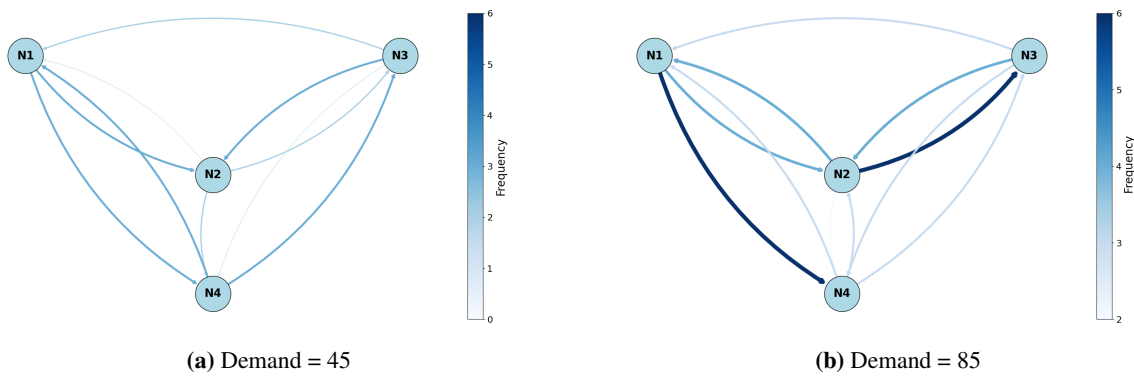 N1
N3
N2
N4
6
5
4
3
2
1
0
Frequency
(a) Demand = 45
N1
N3
N2
N4
6
5
4
3
2
Frequency
(b) Demand = 85